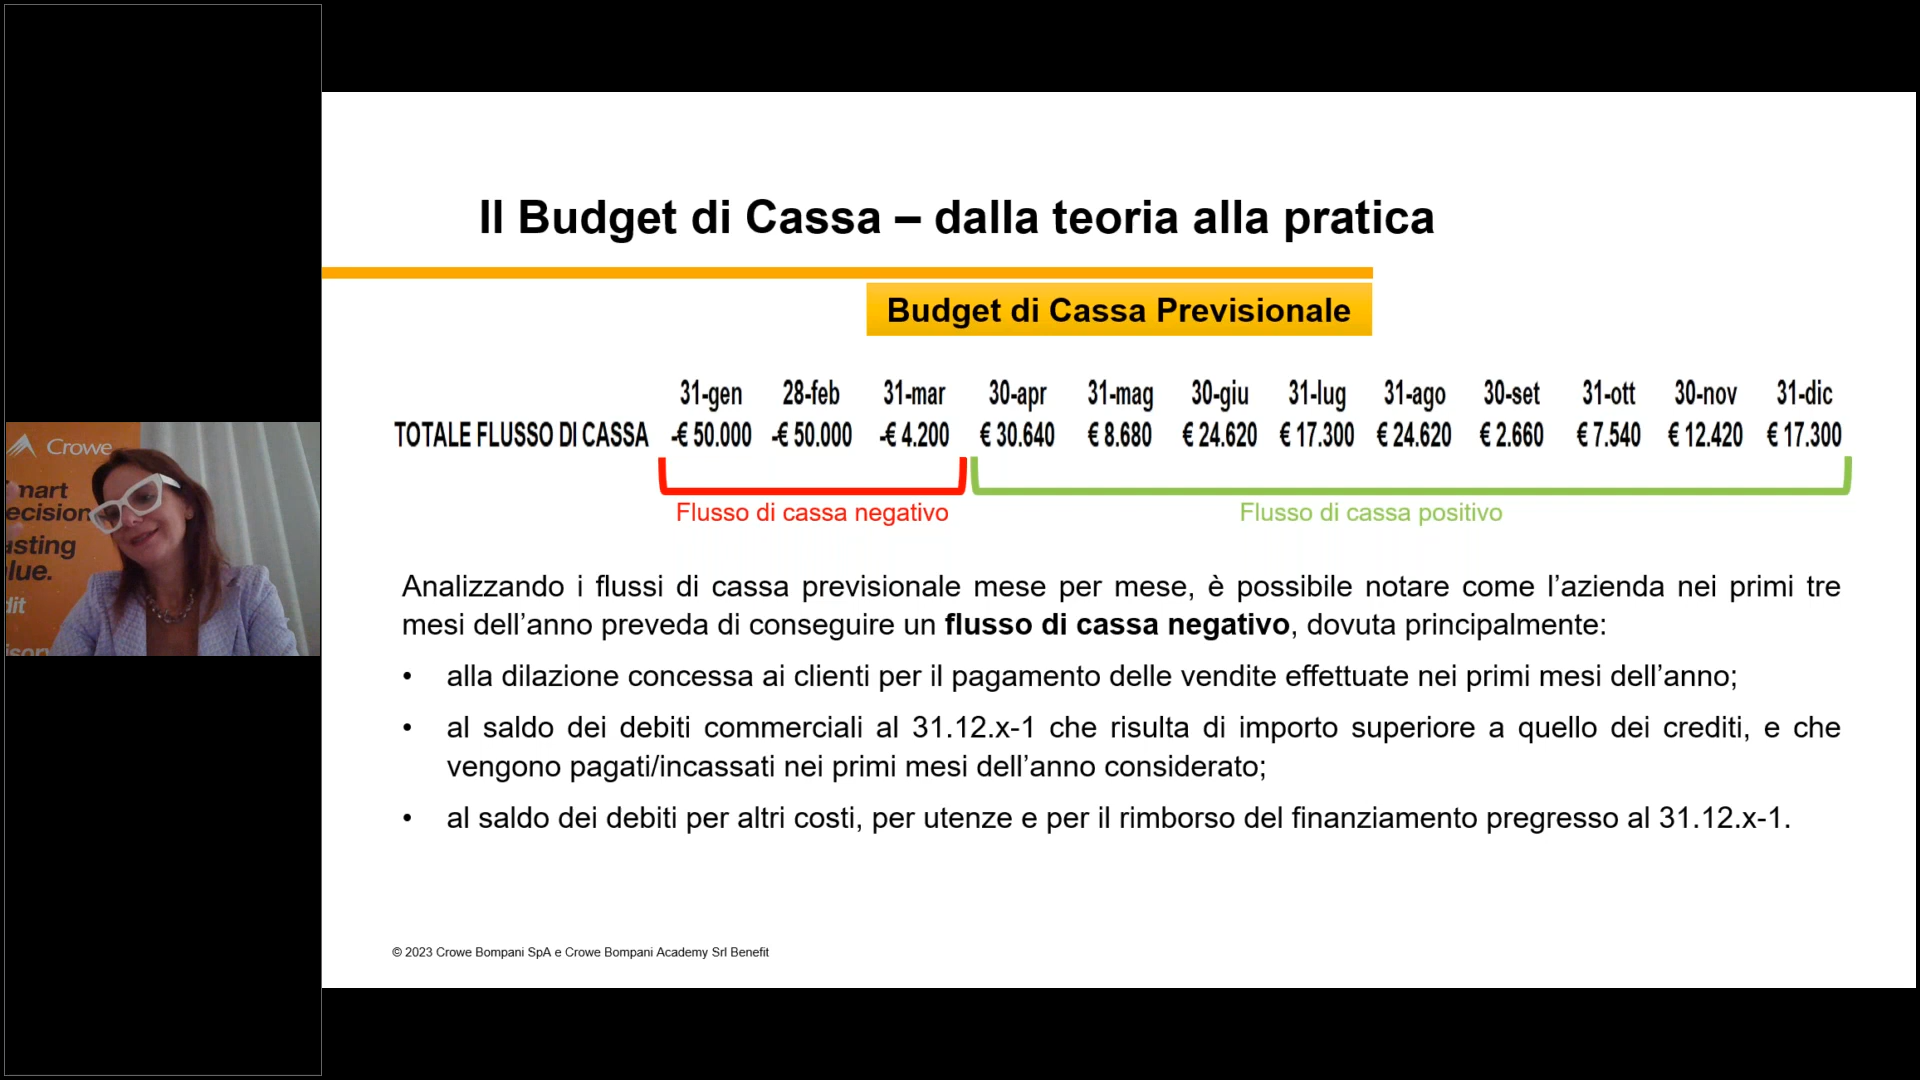 Il Budget di Cassa – dalla teoria alla pratica
Budget di Cassa Previsionale
31-gen 28-feb 31-mar 30-apr 31-mag 30-giu 31-lug 31-ago 30-set 31-ott 30-nov 31-dic
TOTALE FLUSSO DI CASSA -€ 50.000 -€ 50.000 -€ 4.200 € 30.640 € 8.680 € 24.620 € 17.300 € 24.620 € 2.660 € 7.540 € 12.420 € 17.300
Flusso di cassa negativo Flusso di cassa positivo
Analizzando i flussi di cassa previsionale mese per mese, è possibile notare come l’azienda nei primi tre
mesi dell’anno preveda di conseguire un flusso di cassa negativo, dovuta principalmente:
• alla dilazione concessa ai clienti per il pagamento delle vendite effettuate nei primi mesi dell’anno;
• al saldo dei debiti commerciali al 31.12.x-1 che risulta di importo superiore a quello dei crediti, e che
vengono pagati/incassati nei primi mesi dell’anno considerato;
• al saldo dei debiti per altri costi, per utenze e per il rimborso del finanziamento pregresso al 31.12.x-1.
© 2023 Crowe Bompani SpA e Crowe Bompani Academy Srl Benefit
Crowe
mart
ecision
asting
lue.
dit
isory